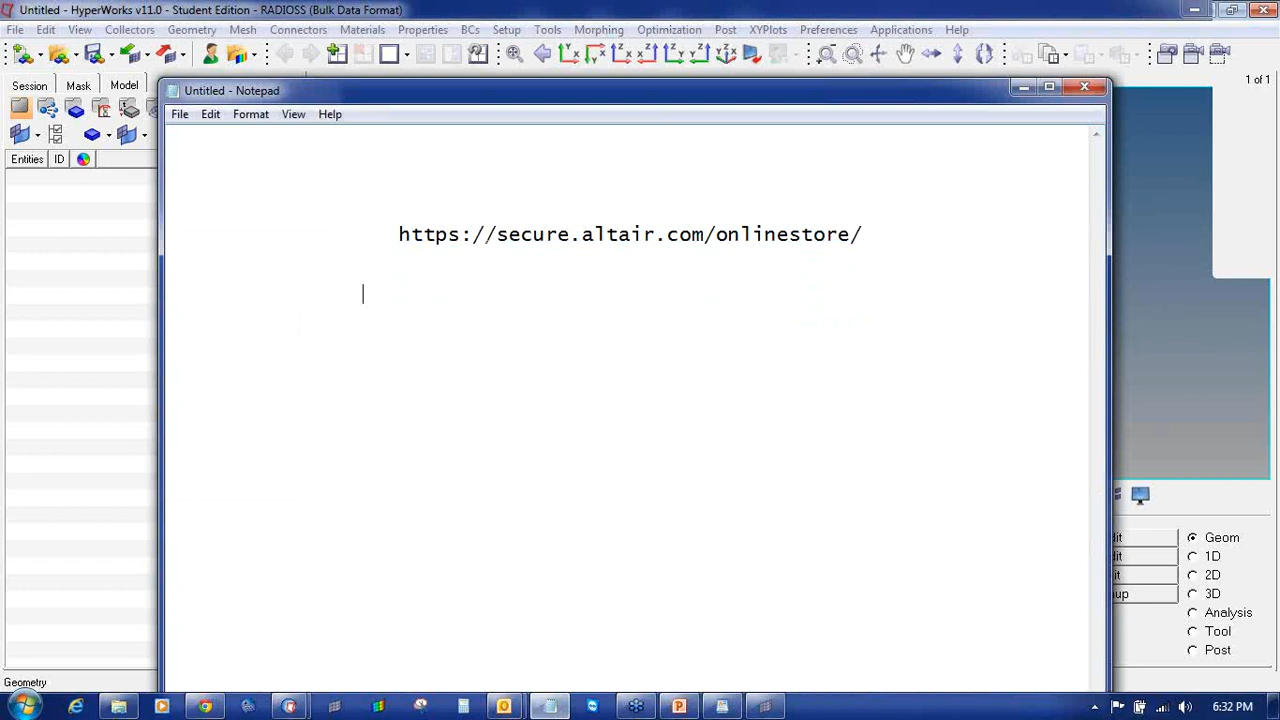 Untitled - HyperWorks v11.0 - Student Edition - RADIOSS (Bulk Data Format)
File Edit View Collectors Geometry Mesh Connectors Materials Properties BCs Setup Tools Morphing Optimization Post XYPlots Preferences Applications Help
Session Mask Model
1 of 1
Untitled - Notepad
File Edit Format View Help
Entities ID
https://secure.altair.com/onlinestore/
Geom
1D
2D
3D
Analysis
Tool
Post
Geometry
6:32 PM